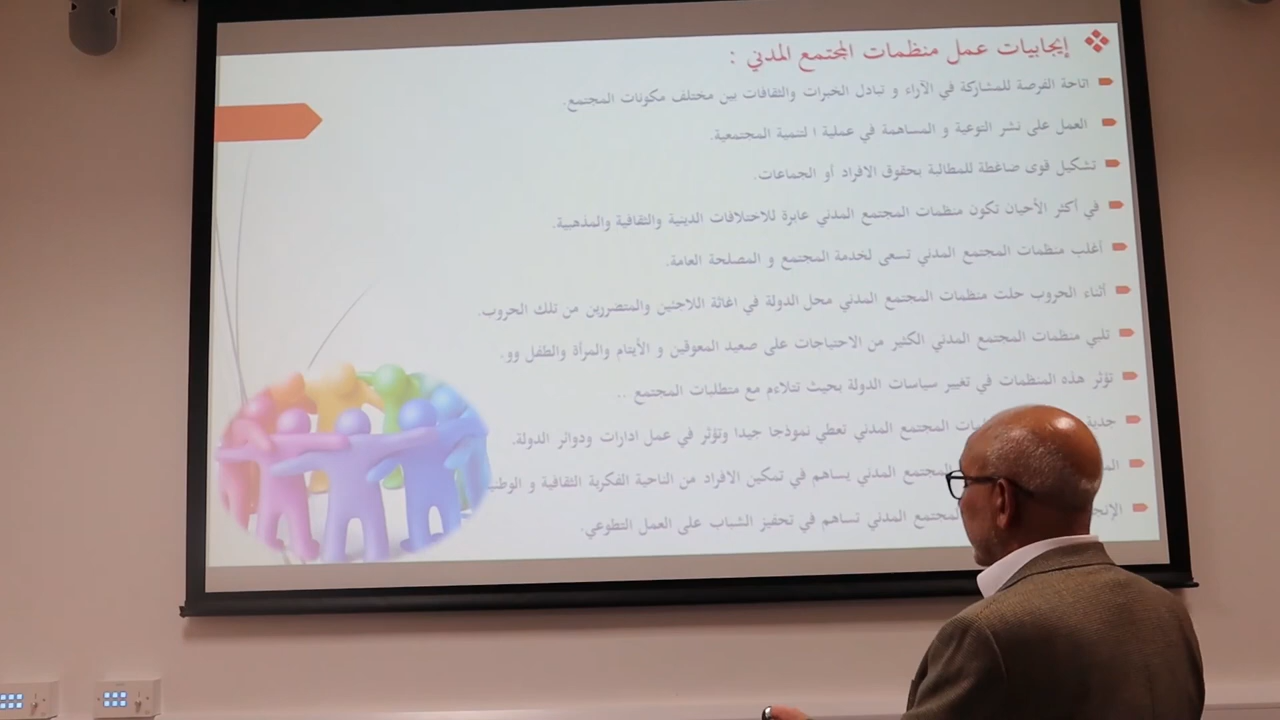 إيجابيات عمل منظمات المجتمع المدني :
اتاحة الفرصة للمشاركة في الآراء و تبادل الخبرات والثقافات بين مختلف مكونات المجتمع.
العمل على نشر التوعية و المساهمة في عملية ا لتنمية المجتمعية.
تشكيل قوى ضاغطة للمطالبة بحقوق الافراد أو الجماعات.
في أكثر الأحيان تكون منظمات المجتمع المدني عابرة للاختلافات الدينية والثقافية والمذهبية.
أغلب منظمات المجتمع المدني تسعى لخدمة المجتمع و المصلحة العامة.
أثناء الحروب حلت منظمات المجتمع المدني محل الدولة في اغاثة اللاجئين والمتضررين من تلك الحروب.
تلبي منظمات المجتمع المدني الكثير من الاحتياجات على صعيد المعوقين و الأيتام والمرأة والطفل وو.
تؤثر هذه المنظمات في تغيير سياسات الدولة بحيث تتلاءم مع متطلبات المجتمع...
جدية المجتمع المدني تعطي نموذجا جيدا وتؤثر في عمل ادارات ودوائر الدولة.
المجتمع المدني يساهم في تمكين الافراد من الناحية الفكرية الثقافية و
المدني تساهم في تحفيز الشباب على العمل التطوعي.